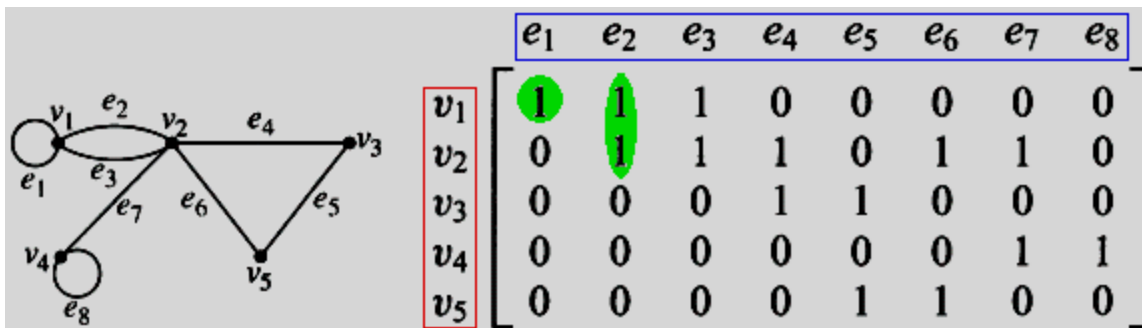 e1 e2 e3 e4 e5 e6 e7 e8
v1 1 1 1 0 0 0 0 0
v2 0 1 1 1 0 1 1 0
v3 0 0 0 1 1 0 0 0
v4 0 0 0 0 0 0 1 1
v5 0 0 0 0 1 1 0 0
e2
v1 v2 e4 v3
e1 e3
e7 e6 e5
v4 v5
e8